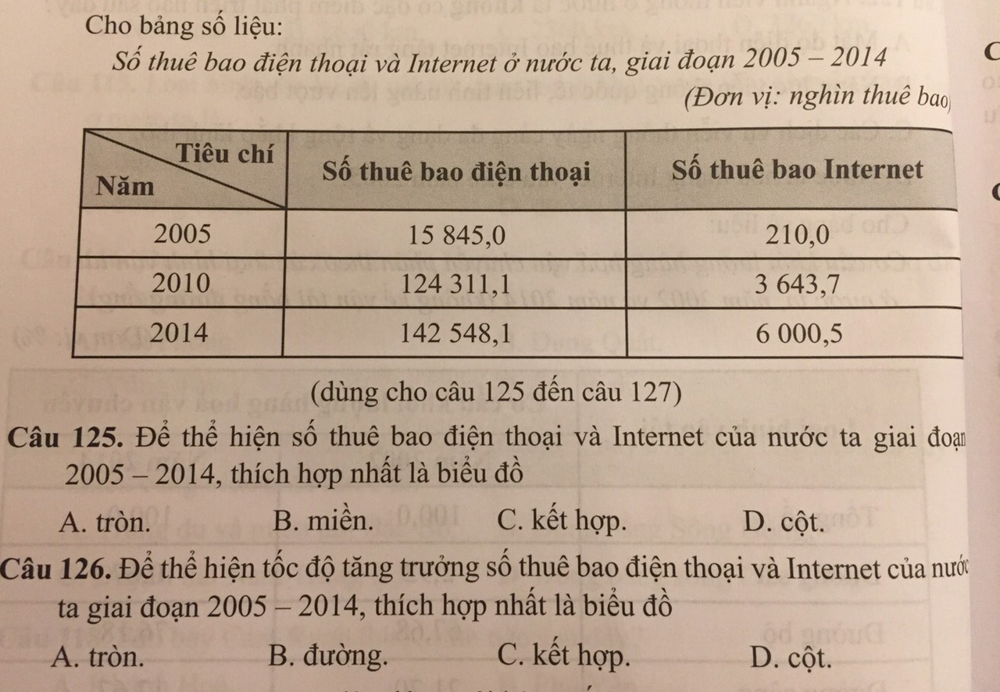 Cho bảng số liệu:
Số thuê bao điện thoại và Internet ở nước ta, giai đoạn 2005 – 2014
(Đơn vị: nghìn thuê bao)
Tiêu chí
Năm
Số thuê bao điện thoại
Số thuê bao Internet
2005 15 845,0 210,0
2010 124 311,1 3 643,7
2014 142 548,1 6 000,5
(dùng cho câu 125 đến câu 127)
Câu 125. Để thể hiện số thuê bao điện thoại và Internet của nước ta giai đoạn
2005 – 2014, thích hợp nhất là biểu đồ
A. tròn. B. miền. C. kết hợp. D. cột.
Câu 126. Để thể hiện tốc độ tăng trưởng số thuê bao điện thoại và Internet của nước
ta giai đoạn 2005 – 2014, thích hợp nhất là biểu đồ
A. tròn. B. đường. C. kết hợp. D. cột.